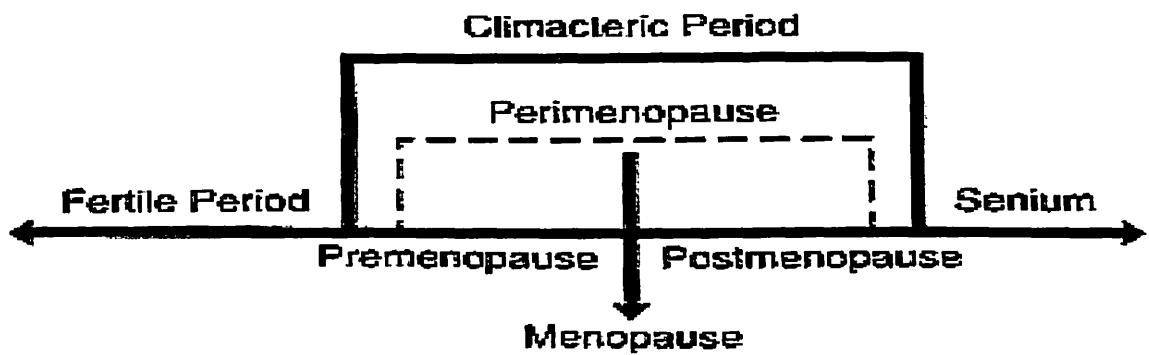 Climacteric Period
Perimenopause
Fertile Period
Senium
Premenopause
Postmenopause
Menopause